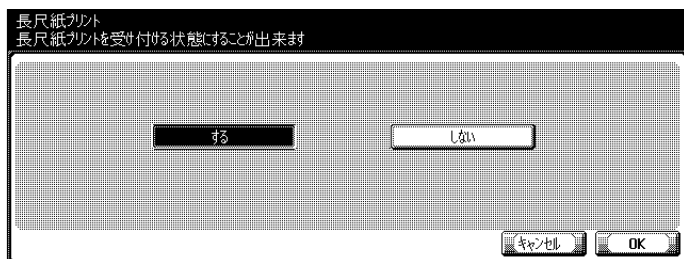 長尺紙プリント
長尺紙プリントを受け付ける状態にすることが出来ます
する
しない
キャンセル
OK